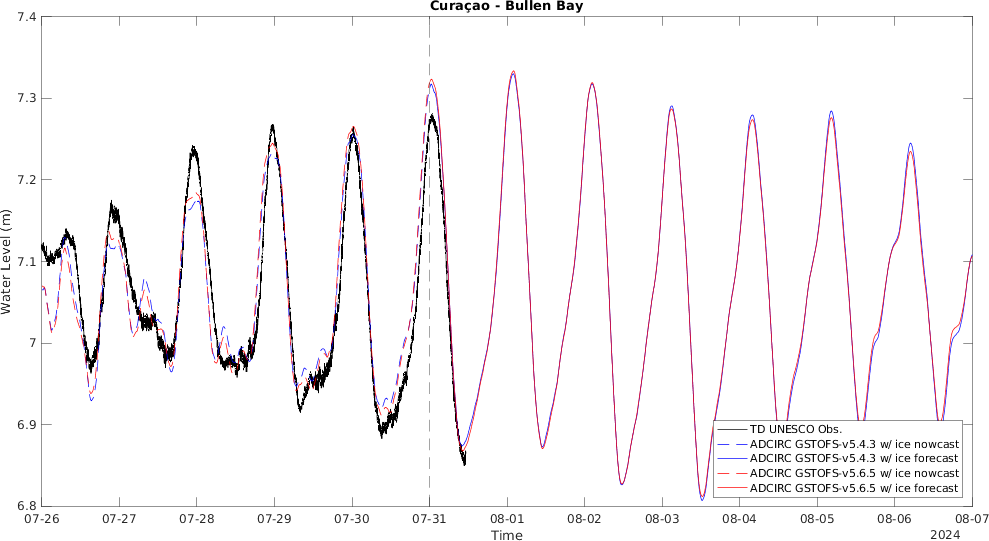 Curaçao - Bullen Bay
7.4
7.3
7.2
7.1
7
6.9
6.8
Water Level (m)
TD UNESCO Obs.
ADCIRC GSTOFS-v5.4.3 w/ ice nowcast
ADCIRC GSTOFS-v5.4.3 w/ ice forecast
ADCIRC GSTOFS-v5.6.5 w/ ice nowcast
ADCIRC GSTOFS-v5.6.5 w/ ice forecast
07-26 07-27 07-28 07-29 07-30 07-31 08-01 08-02 08-03 08-04 08-05 08-06 08-07
Time
2024